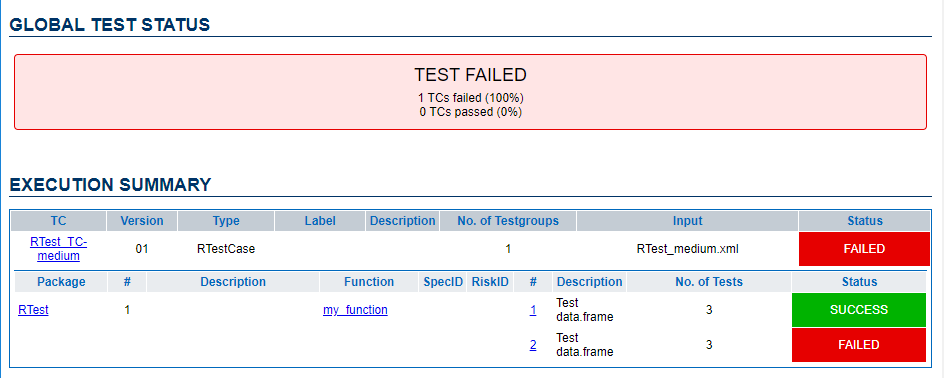 GLOBAL TEST STATUS
TEST FAILED
1 TCs failed (100%)
0 TCs passed (0%)
EXECUTION SUMMARY
TC Version Type Label Description No. of Testgroups Input Status
RTest_TC-
medium 01 RTestCase 1 RTest_medium.xml FAILED
Package # Description Function SpecID RiskID # Description No. of Tests Status
RTest 1 my_function 1 Test
data.frame 3 SUCCESS
2 Test
data.frame 3 FAILED